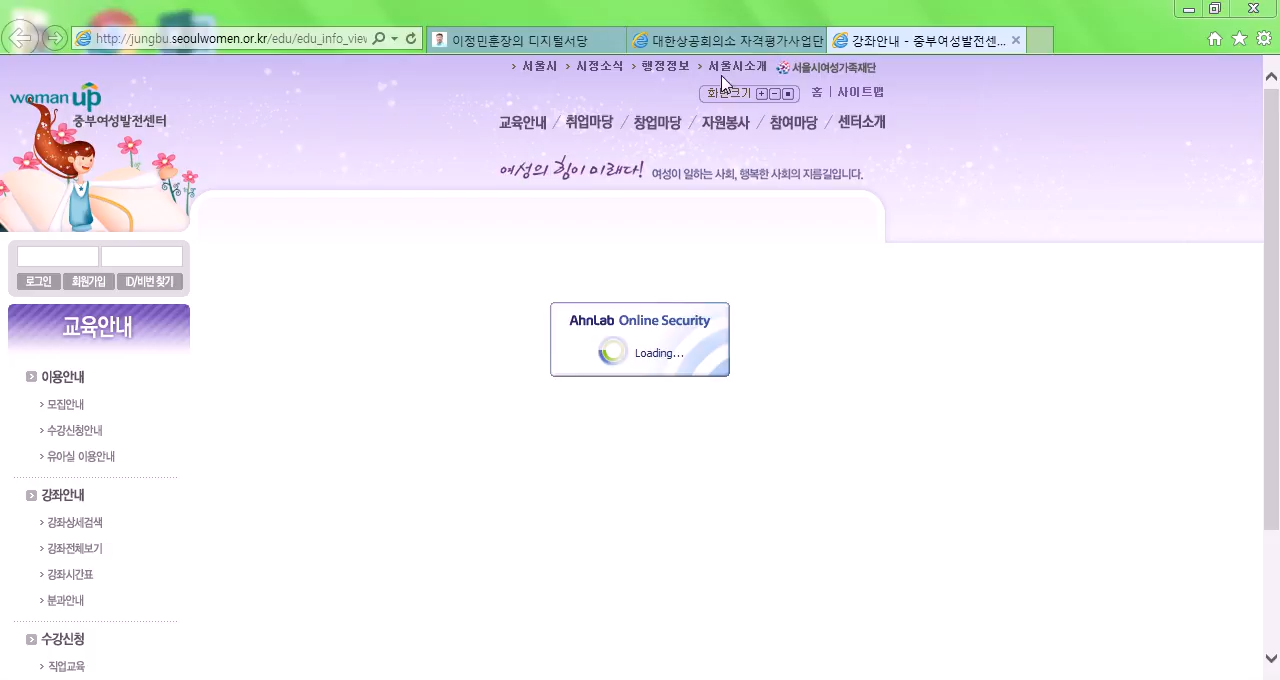 http://jungbu.seoulwomen.or.kr/edu/edu_info_view
이정민훈장의 디지털서당
대한상공회의소 자격평가사업단
강좌안내 - 중부여성발전센...
서울시
시정소식
행정정보
서울시소개
서울시여성가족재단
화면크기
홈 | 사이트맵
woman up
중부여성발전센터
교육안내 / 취업마당 / 창업마당 / 자원봉사 / 참여마당 / 센터소개
여성의 힘이 미래다! 여성이 일하는 사회, 행복한 사회의 지름길입니다.
로그인 회원가입 ID/비번 찾기
교육안내
AhnLab Online Security
Loading...
이용안내
모집안내
수강신청안내
유아실 이용안내
강좌안내
강좌상세검색
강좌전체보기
강좌시간표
분과안내
수강신청
직업교육